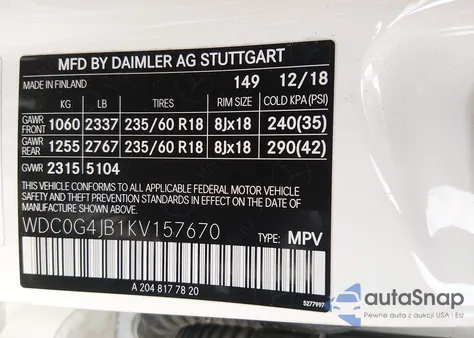 MFD BY DAIMLER AG STUTTGART
MADE IN FINLAND 149 12/18
KG LB TIRES RIM SIZE COLD KPA (PSI)
GAWR FRONT 1060 2337 235/60 R18 8Jx18 240(35)
GAWR REAR 1255 2767 235/60 R18 8Jx18 290(42)
GVWR 2315 5104
THIS VEHICLE CONFORMS TO ALL APPLICABLE FEDERAL MOTOR VEHICLE
SAFETY AND THEFT PREVENTION STANDARDS IN EFFECT ON THE DATE
OF MANUFACTURE SHOWN ABOVE.
WDC0G4JB1KV157670 TYPE: MPV
A 204 817 78 20
5277997
autaSnap
Auta używane z USA i EU